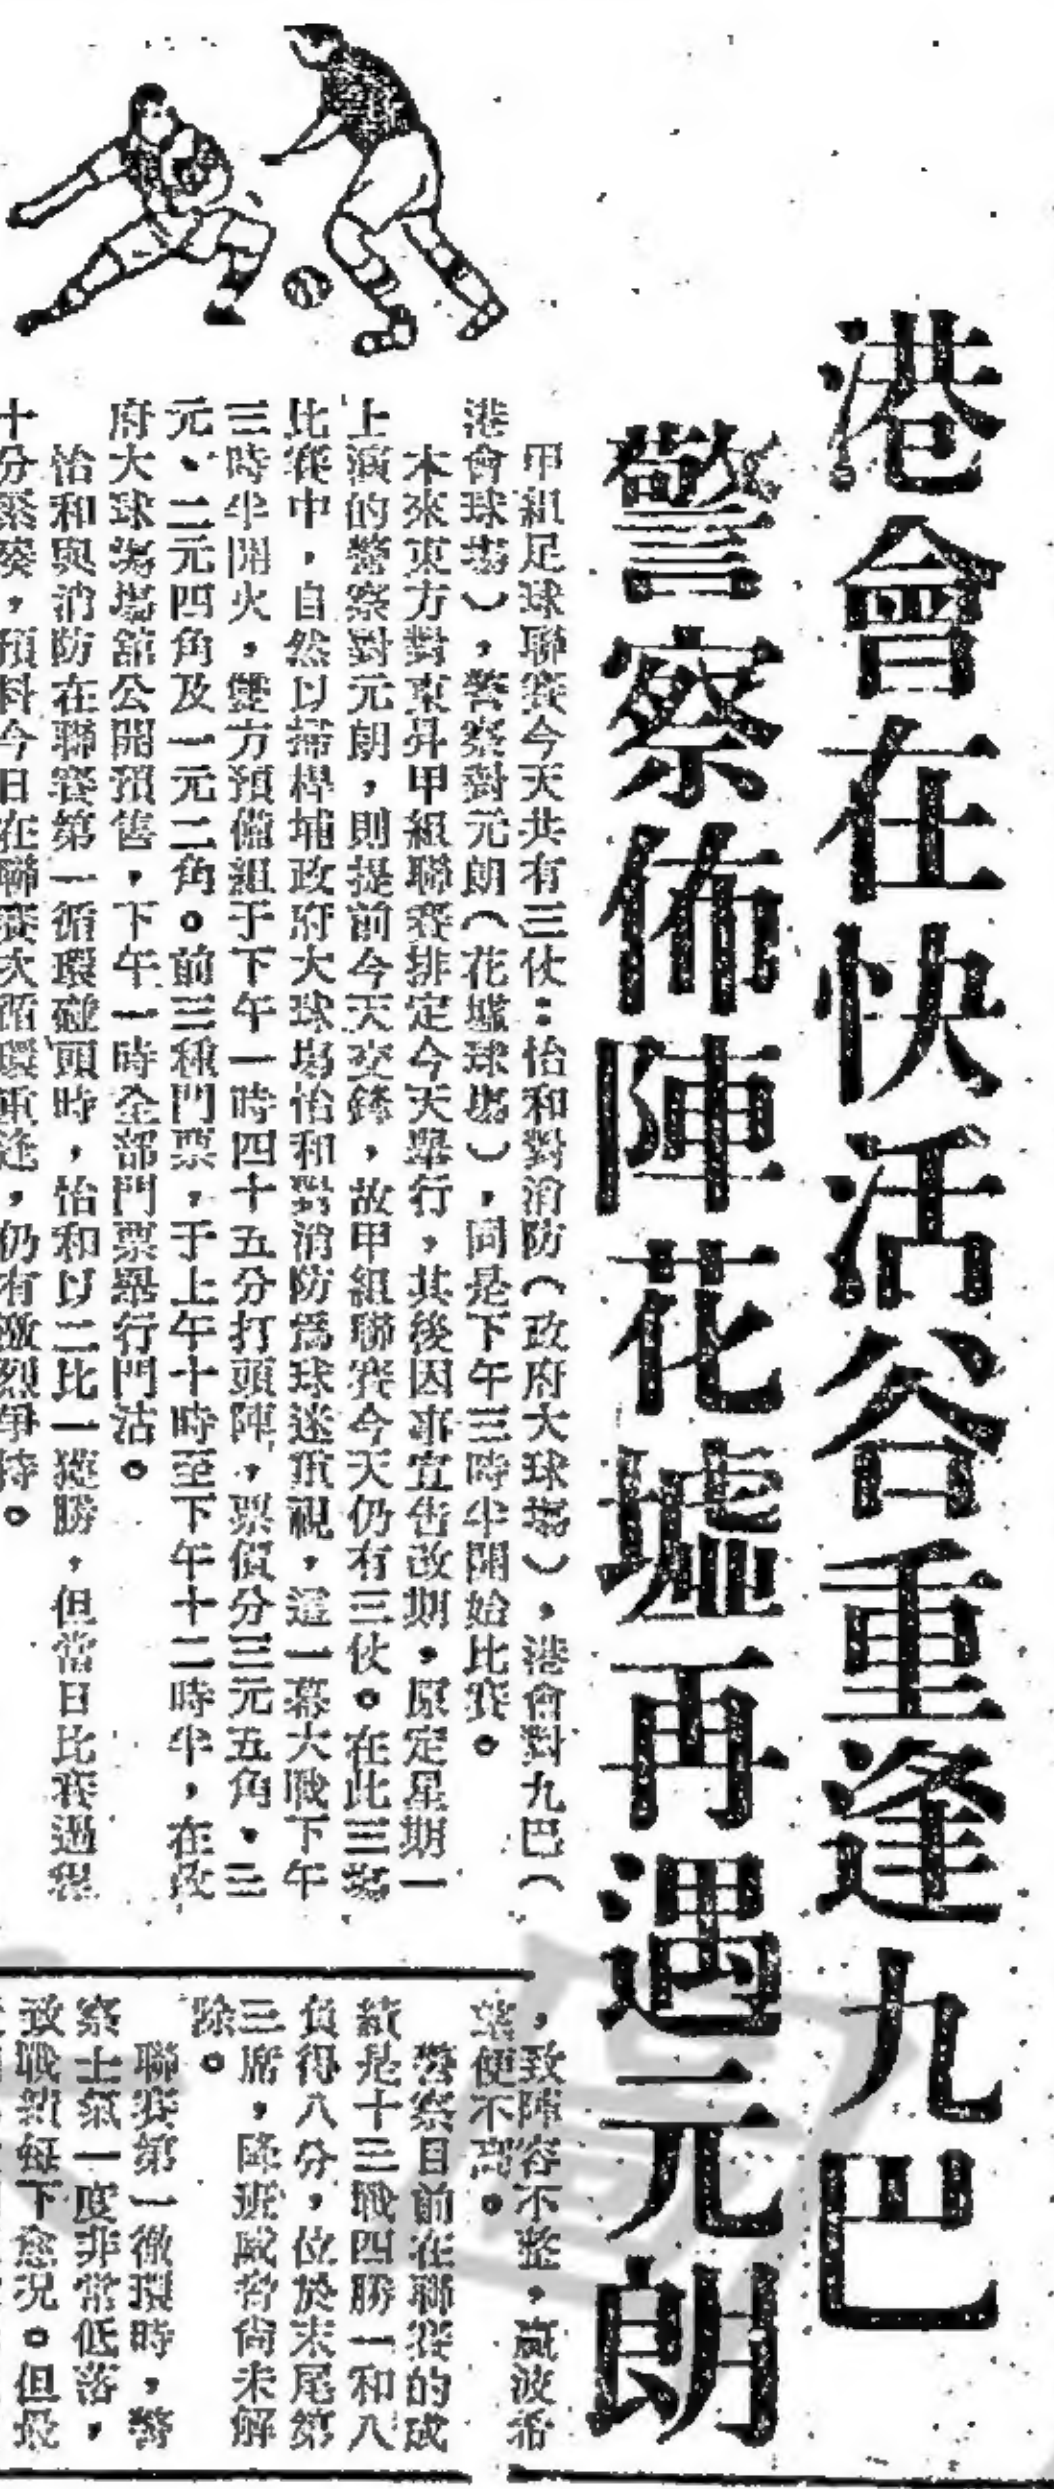 港會在快活谷重逢九巴
警察佈陣花墟再遇元朗
甲組足球聯賽今天共有三仗：怡和對消防（政府大球場），港會對九巴（
港會球場），警察對元朗（花墟球場），同是下午三時半開始比賽。
本來東方對東昇甲組聯賽排定今天舉行，其後因事宣告改期，原定星期一
上演的警察對元朗，則提前今天交鋒，故甲組聯賽今天仍有三仗。在此三場
比賽中，自然以掃桿埔政府大球場怡和對消防為球迷重視，這一幕大戰下午
三時半開火，雙方預備組于下午一時四十五分打頭陣，票價分三元五角、三
元、二元四角及一元二角。前三種門票，于上午十時至下午十二時半，在政
府大球場場館公開預售，下午一時全部門票舉行門沽。
怡和與消防在聯賽第一循環碰頭時，怡和以二比一獲勝，但當日比賽過程
十分緊湊，預料今日在聯賽次循環重逢，仍有激烈爭持。
，致陣容不整，贏波希
望便不高。
警察目前在聯賽的成
績是十三戰四勝一和八
負得八分，位於末尾第
三席，降班威脅尚未解
除。
聯賽第一循環時，警
察士氣一度非常低落，
致戰績每下愈况。但最